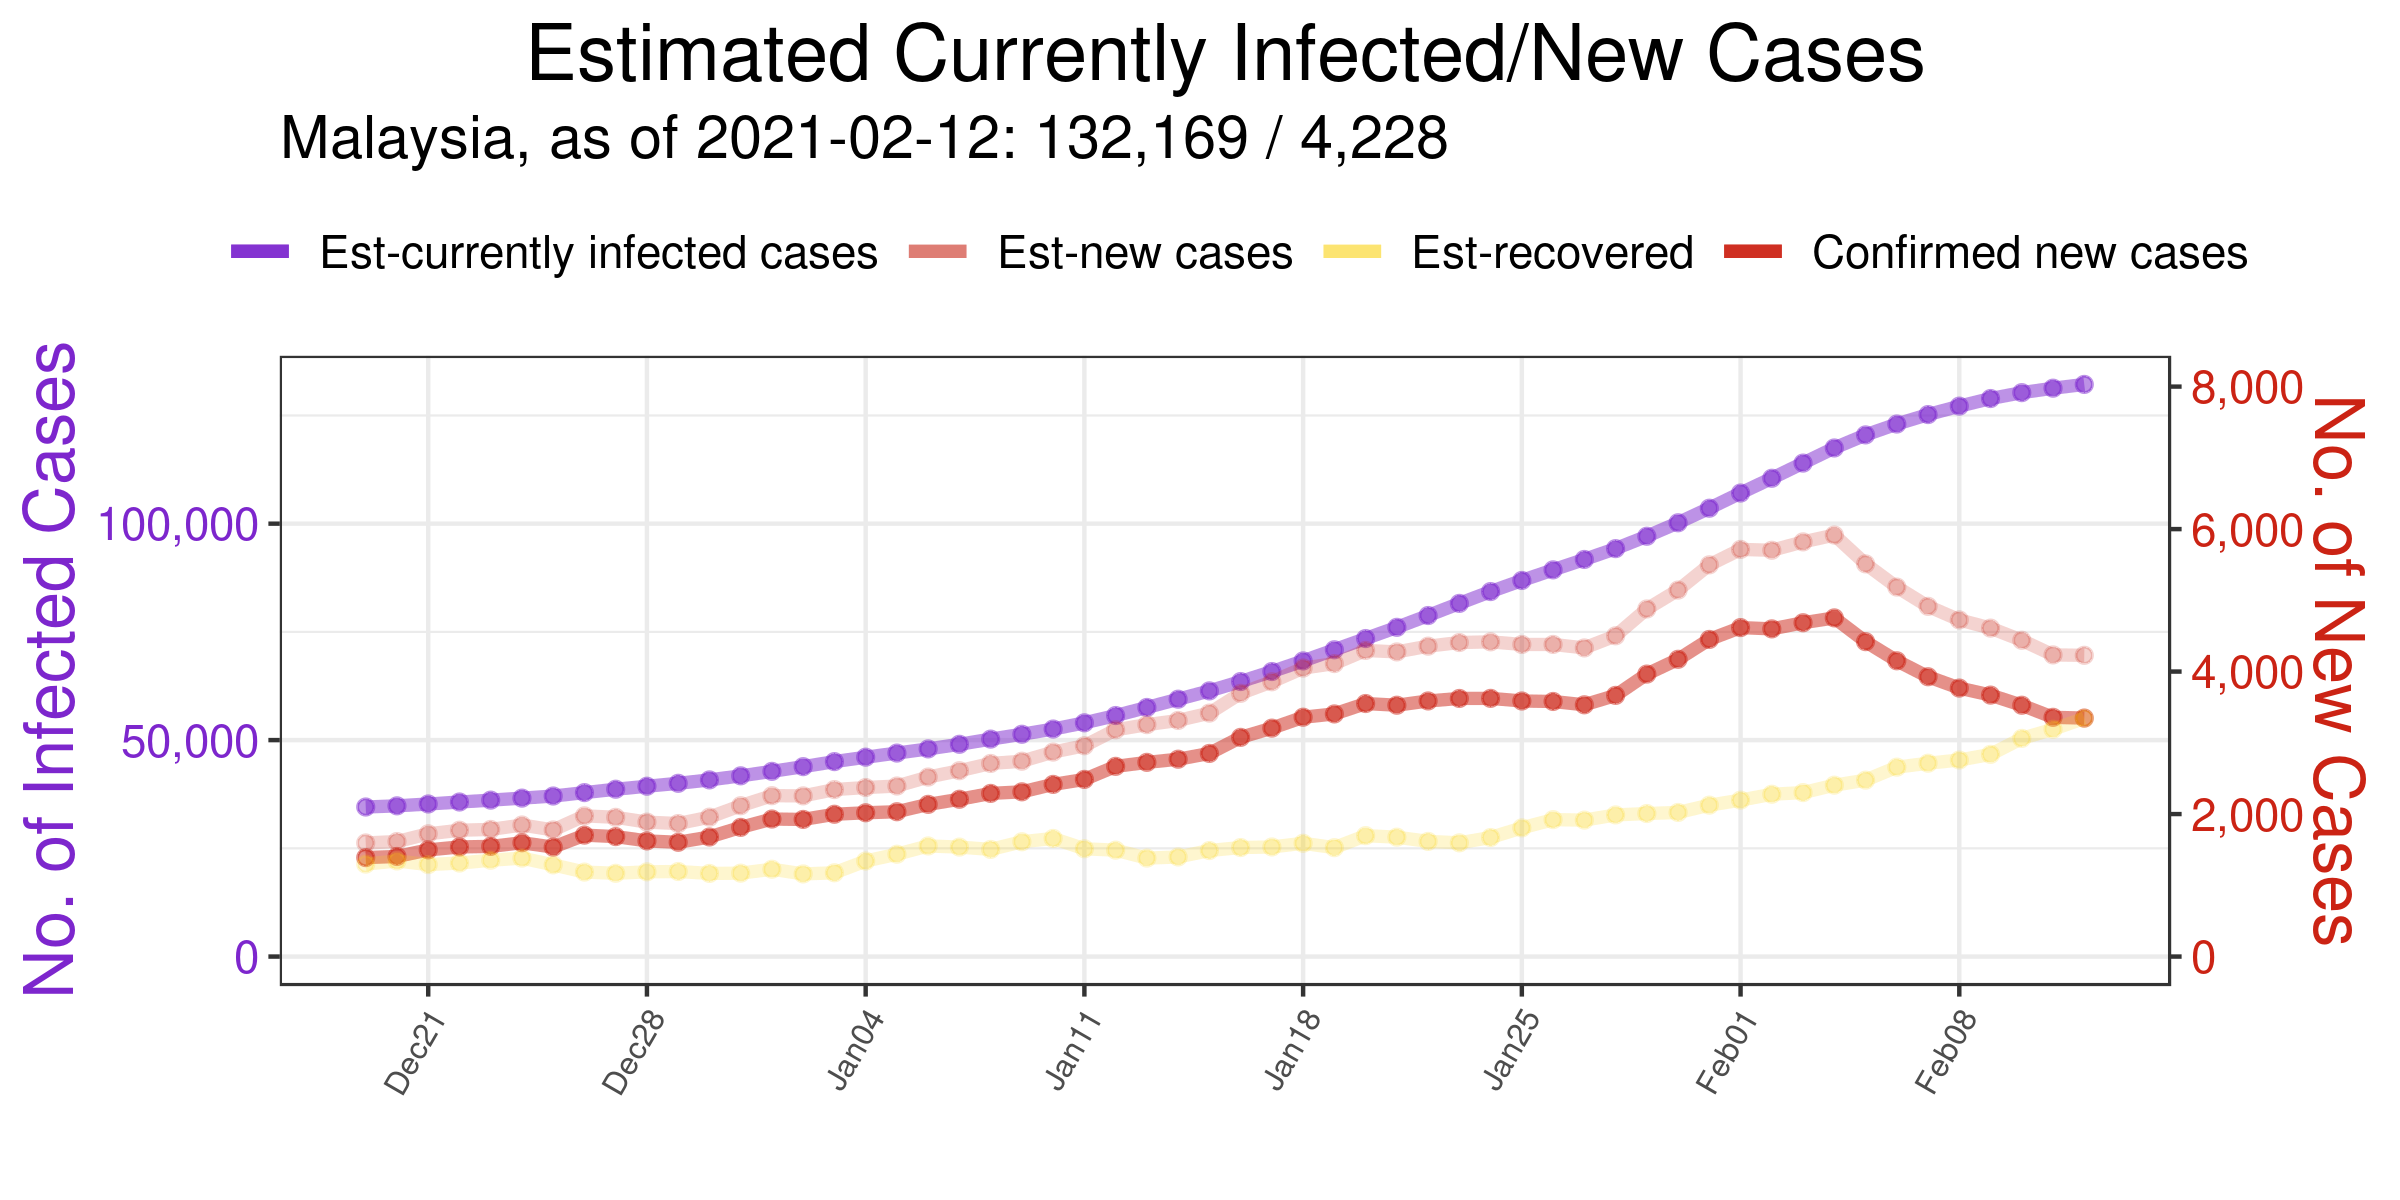 Estimated Currently Infected/New Cases
Malaysia, as of 2021-02-12: 132,169 / 4,228
Est-currently infected cases Est-new cases Est-recovered Confirmed new cases
No. of Infected Cases
100,000
50,000
0
8,000
6,000
4,000
2,000
0
No. of New Cases
Dec21 Dec28 Jan04 Jan11 Jan18 Jan25 Feb01 Feb08